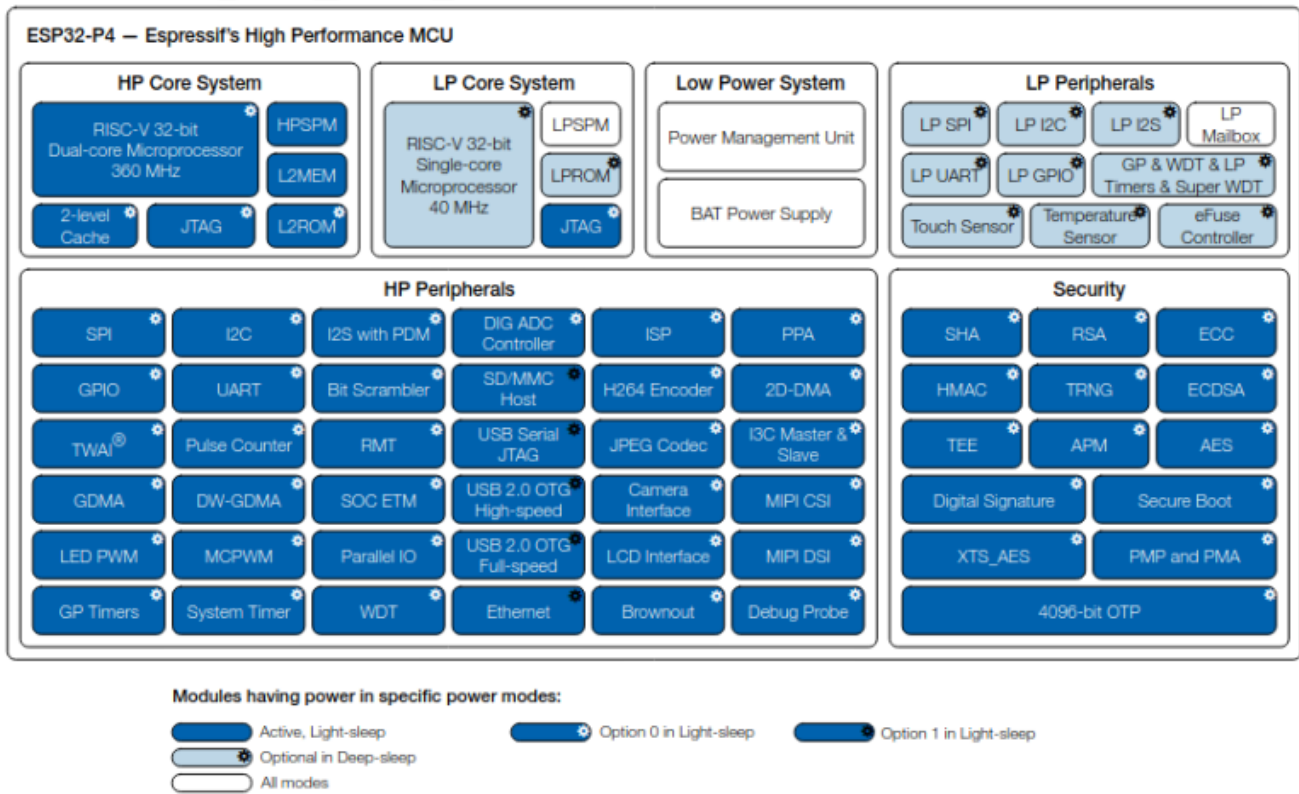 ESP32-P4 — Espressif's High Performance MCU
HP Core System
RISC-V 32-bit
Dual-core Microprocessor
360 MHz
HPSPM
L2MEM
2-level
Cache
JTAG
L2ROM
LP Core System
RISC-V 32-bit
Single-core
Microprocessor
40 MHz
LPSPM
LPROM
JTAG
Low Power System
Power Management Unit
BAT Power Supply
LP Peripherals
LP SPI
LP I2C
LP I2S
LP
Mailbox
LP UART
LP GPIO
GP & WDT & LP
Timers & Super WDT
Touch Sensor
Temperature
Sensor
eFuse
Controller
HP Peripherals
SPI
I2C
I2S with PDM
DIG ADC
Controller
ISP
PPA
GPIO
UART
Bit Scrambler
SD/MMC
Host
H264 Encoder
2D-DMA
TWAI®
Pulse Counter
RMT
USB Serial
JTAG
JPEG Codec
I3C Master &
Slave
GDMA
DW-GDMA
SOC ETM
USB 2.0 OTG
High-speed
Camera
Interface
MIPI CSI
LED PWM
MCPWM
Parallel IO
USB 2.0 OTG
Full-speed
LCD Interface
MIPI DSI
GP Timers
System Timer
WDT
Ethernet
Brownout
Debug Probe
Security
SHA
RSA
ECC
HMAC
TRNG
ECDSA
TEE
APM
AES
Digital Signature
Secure Boot
XTS_AES
PMP and PMA
4096-bit OTP
Modules having power in specific power modes:
Active, Light-sleep
Option 0 in Light-sleep
Option 1 in Light-sleep
Optional in Deep-sleep
All modes